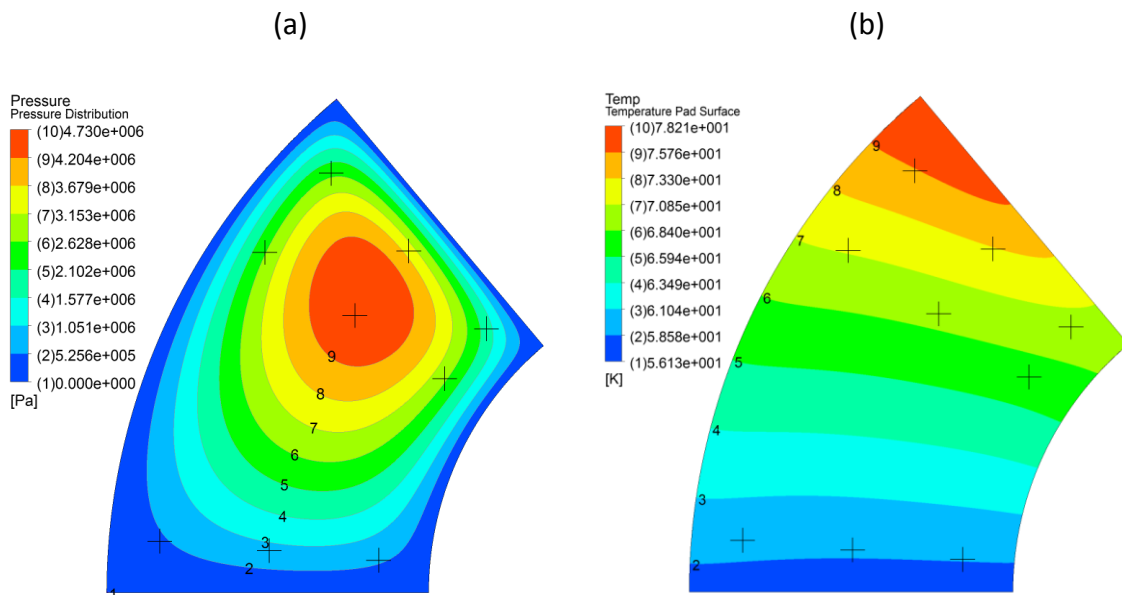 (a)
(b)
Pressure
Pressure Distribution
(10)4.730e+006
(9)4.204e+006
(8)3.679e+006
(7)3.153e+006
(6)2.628e+006
(5)2.102e+006
(4)1.577e+006
(3)1.051e+006
(2)5.256e+005
(1)0.000e+000
[Pa]
9
8
7
6
5
4
3
2
1
Temp
Temperature Pad Surface
(10)7.821e+001
(9)7.576e+001
(8)7.330e+001
(7)7.085e+001
(6)6.840e+001
(5)6.594e+001
(4)6.349e+001
(3)6.104e+001
(2)5.858e+001
(1)5.613e+001
[K]
9
8
7
6
5
4
3
2